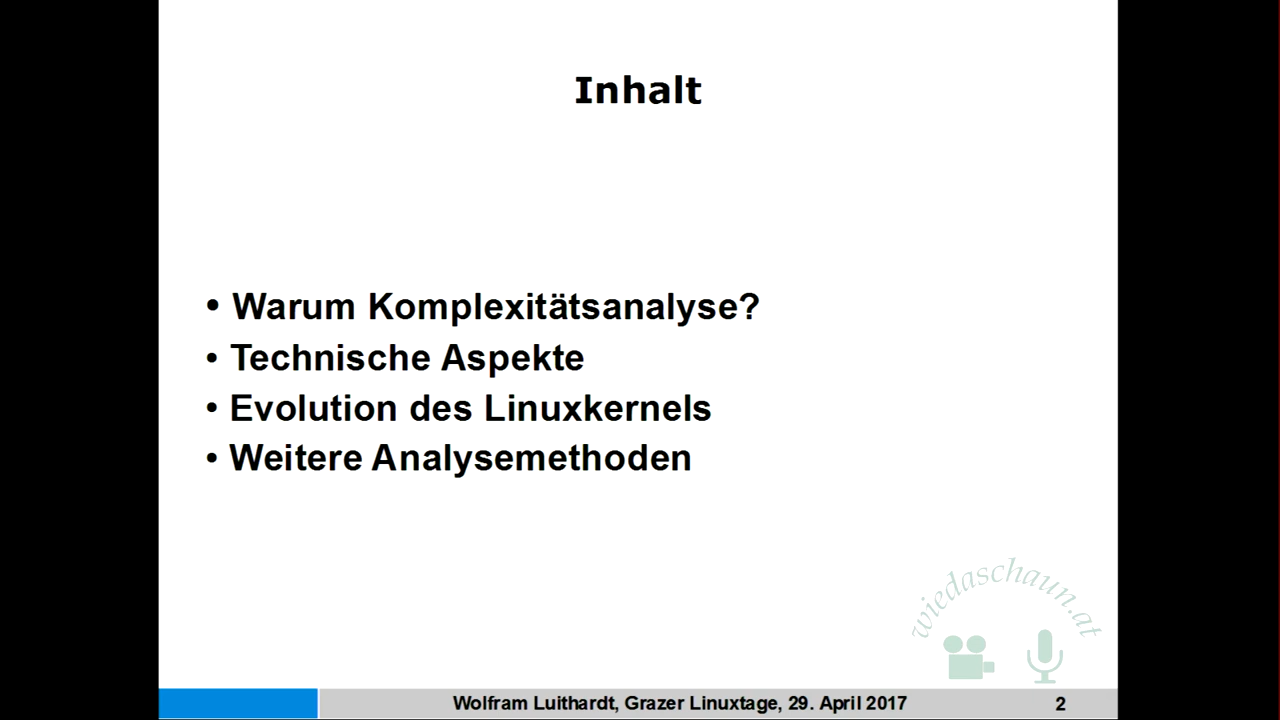 Inhalt
• Warum Komplexitätsanalyse?
• Technische Aspekte
• Evolution des Linuxkernels
• Weitere Analysemethoden
wiedaschaun.at
Wolfram Luithardt, Grazer Linuxtage, 29. April 2017 2